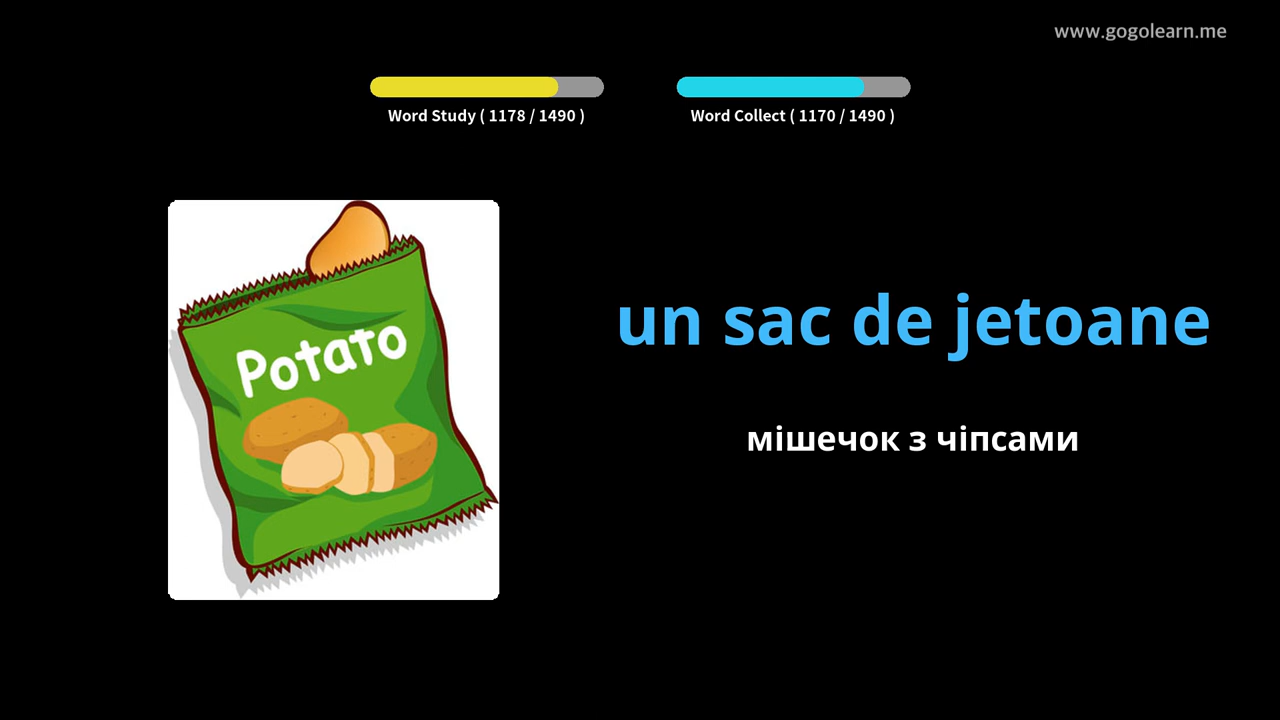 www.gogolearn.me
Word Study ( 1178 / 1490 )
Word Collect ( 1170 / 1490 )
Potato
un sac de jetoane
мішечок з чіпсами